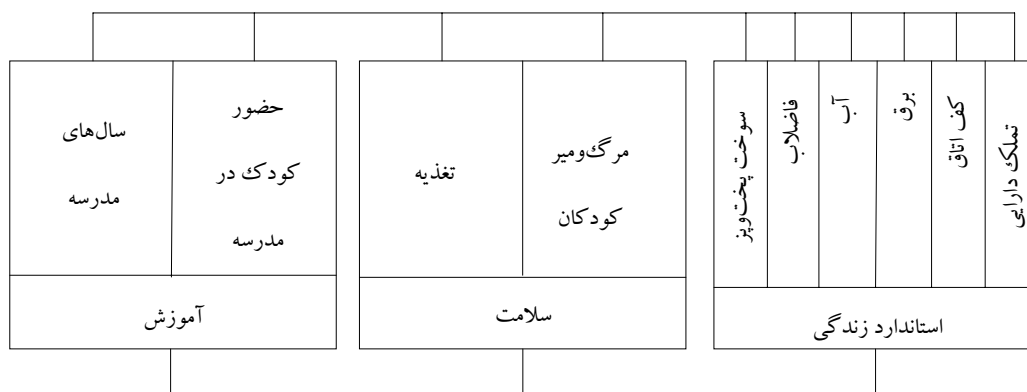 تملک دارایی
کف اتاق
برق
آب
فاضلاب
سوخت پخت‌وپز
استاندارد زندگی
مرگ‌ومیر
کودکان
تغذیه
سلامت
حضور
کودک در
مدرسه
سال‌های
مدرسه
آموزش